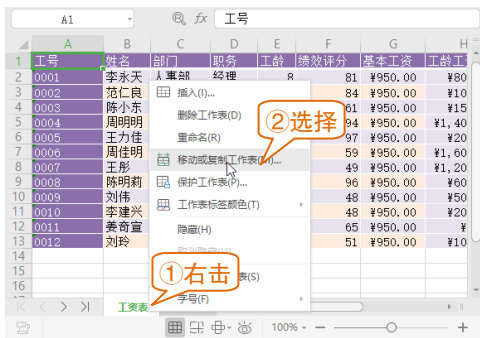 A1 fx 工号
A B C D E F G H
1 工号 姓名 部门 职务 工龄 绩效评分 基本工资 工龄工
2 0001 李永天 人事部 经理 8 81 ¥950.00 ¥80
3 0002 范仁良 84 ¥950.00 ¥10
4 0003 陈小东 61 ¥950.00 ¥15
5 0004 周明明 94 ¥950.00 ¥1,40
6 0005 王力佳 97 ¥950.00 ¥20
7 0006 周佳明 59 ¥950.00 ¥1,60
8 0007 王彤 49 ¥950.00 ¥1,20
9 0008 陈明莉 96 ¥950.00 ¥60
10 0009 刘伟 48 ¥950.00 ¥50
11 0010 李建兴 48 ¥950.00 ¥20
12 0011 姜奇宣 65 ¥950.00 ¥
13 0012 刘玲 51 ¥950.00 ¥10
14
15
16
插入(I)...
删除工作表(D)
重命名(R)
移动或复制工作表(M)...
保护工作表(P)...
工作表标签颜色(T)
隐藏(H)
表(S)
字号(F)
②选择
①右击
工资表
100%